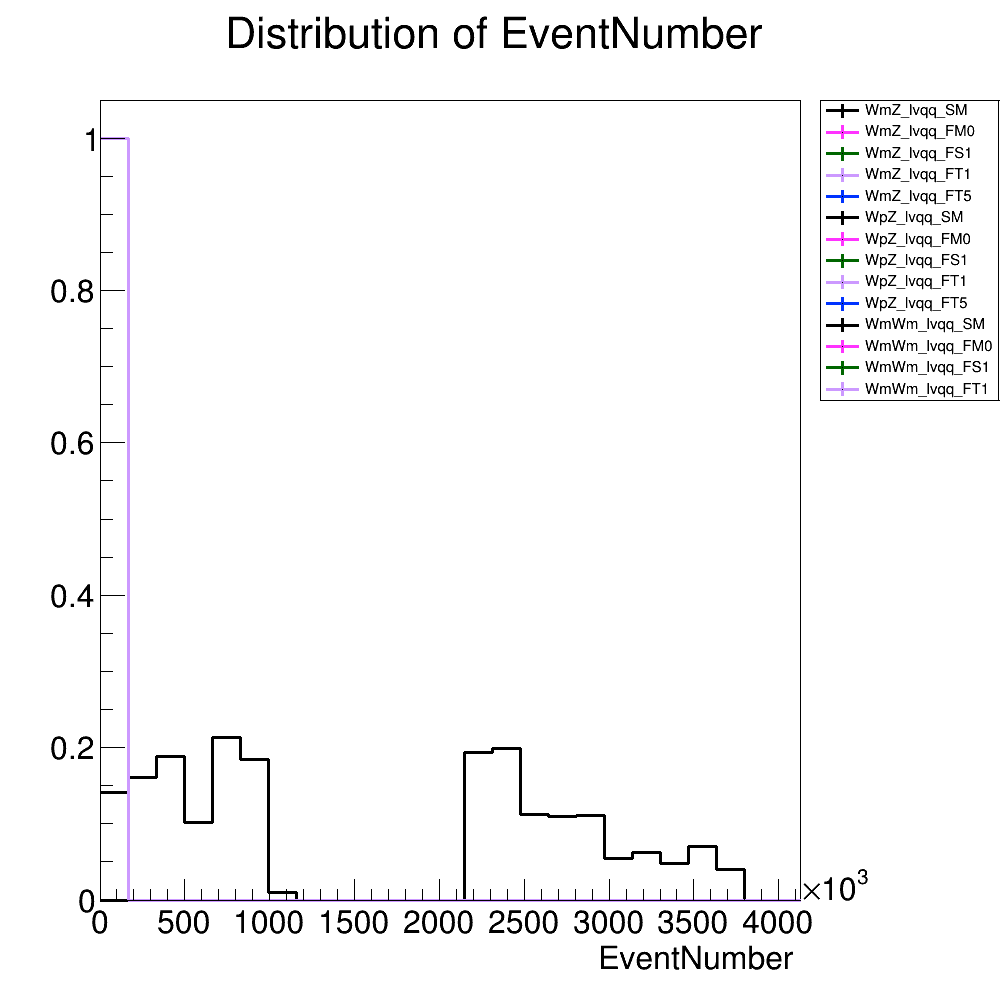 Distribution of EventNumber
WmZ_lvqq_SM
WmZ_lvqq_FM0
WmZ_lvqq_FS1
WmZ_lvqq_FT1
WmZ_lvqq_FT5
WpZ_lvqq_SM
WpZ_lvqq_FM0
WpZ_lvqq_FS1
WpZ_lvqq_FT1
WpZ_lvqq_FT5
WmWm_lvqq_SM
WmWm_lvqq_FM0
WmWm_lvqq_FS1
WmWm_lvqq_FT1
1
0.8
0.6
0.4
0.2
0
0 500 1000 1500 2000 2500 3000 3500 4000
×10³
EventNumber